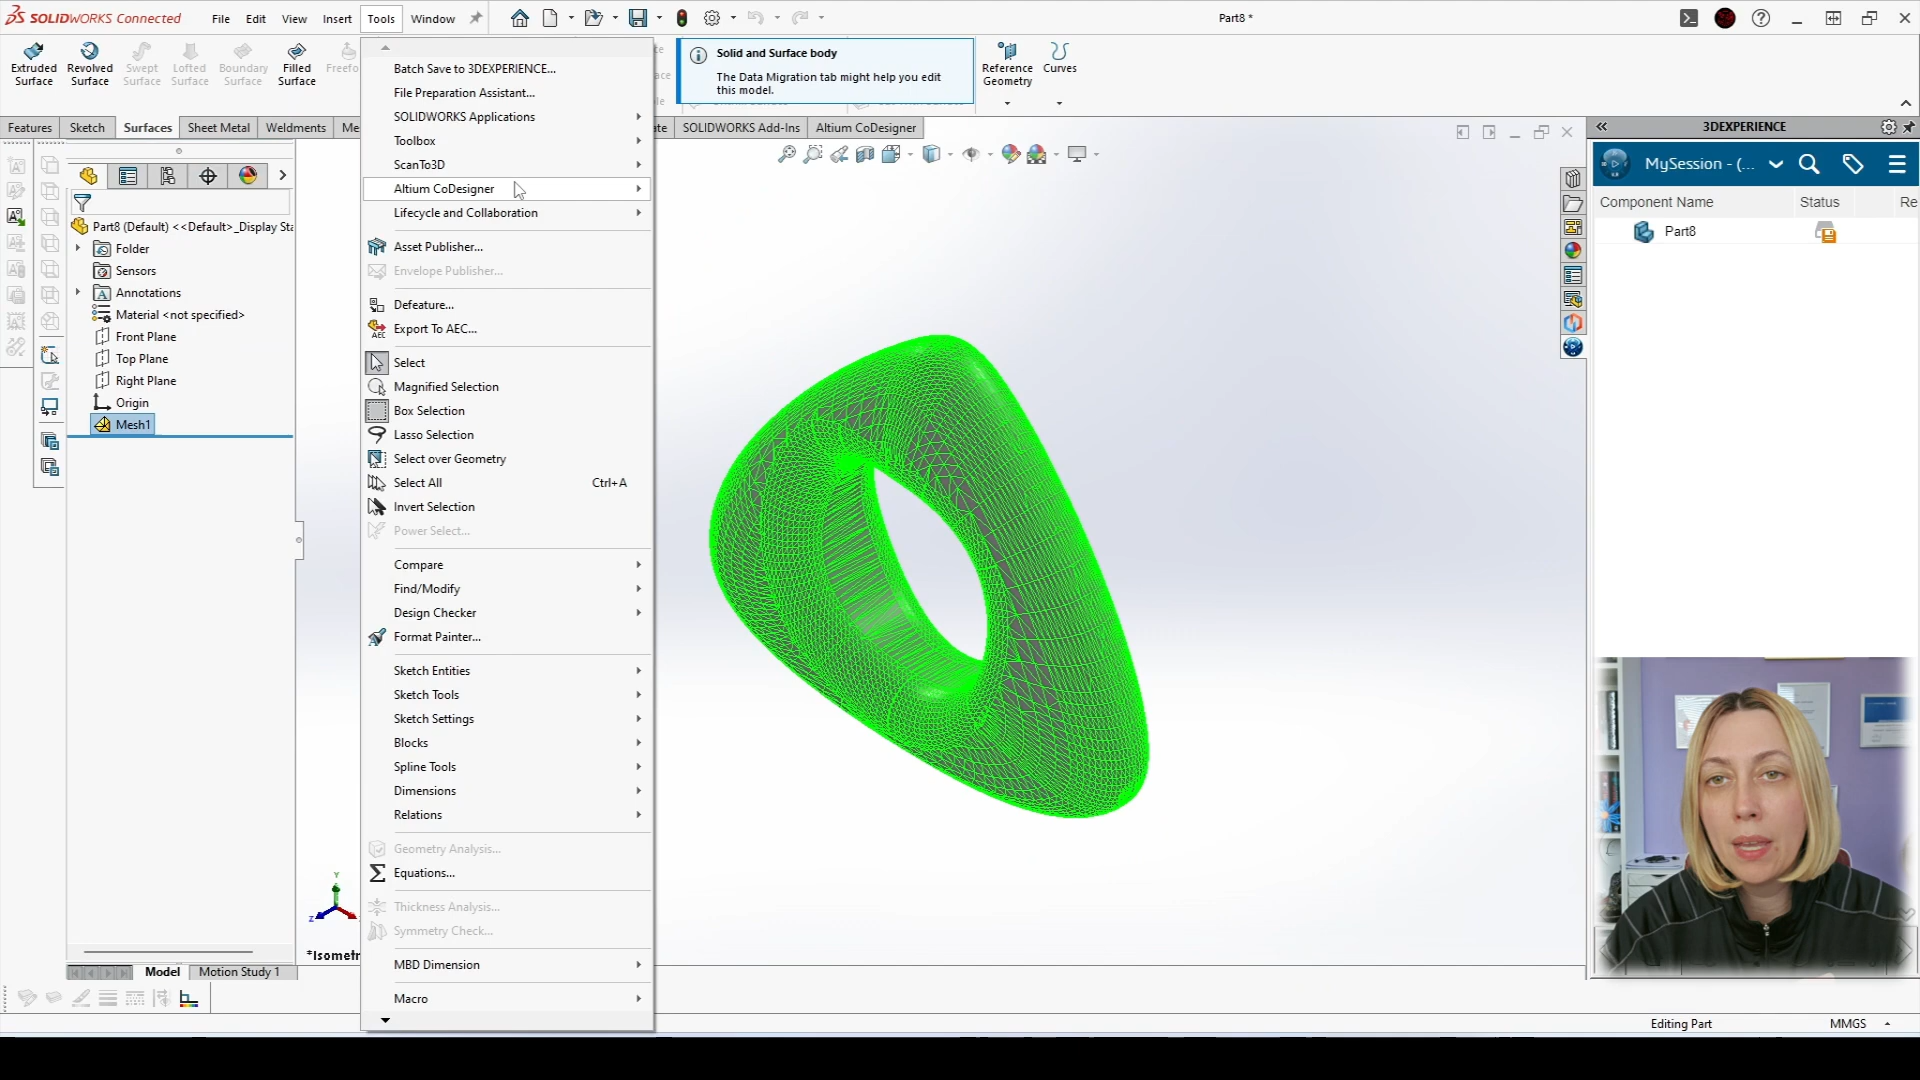 SOLIDWORKS Connected
File
Edit
View
Insert
Tools
Window
Part8 *
Extruded Surface
Revolved Surface
Swept Surface
Lofted Surface
Boundary Surface
Filled Surface
Solid and Surface body
The Data Migration tab might help you edit
this model.
Reference Geometry
Curves
Features
Sketch
Surfaces
Sheet Metal
Weldments
SOLIDWORKS Add-Ins
Altium CoDesigner
Batch Save to 3DEXPERIENCE...
File Preparation Assistant...
SOLIDWORKS Applications
Toolbox
ScanTo3D
Altium CoDesigner
Lifecycle and Collaboration
Asset Publisher...
Envelope Publisher...
Defeature...
Export To AEC...
Select
Magnified Selection
Box Selection
Lasso Selection
Select over Geometry
Select All Ctrl+A
Invert Selection
Power Select...
Compare
Find/Modify
Design Checker
Format Painter...
Sketch Entities
Sketch Tools
Sketch Settings
Blocks
Spline Tools
Dimensions
Relations
Geometry Analysis...
Equations...
Thickness Analysis...
Symmetry Check...
MBD Dimension
Macro
Part8 (Default) <<Default>_Display Sta
Folder
Sensors
Annotations
Material <not specified>
Front Plane
Top Plane
Right Plane
Origin
Mesh1
*Isometr
Model
Motion Study 1
3DEXPERIENCE
MySession - (...
Component Name
Status
Re
Part8
Editing Part
MMGS